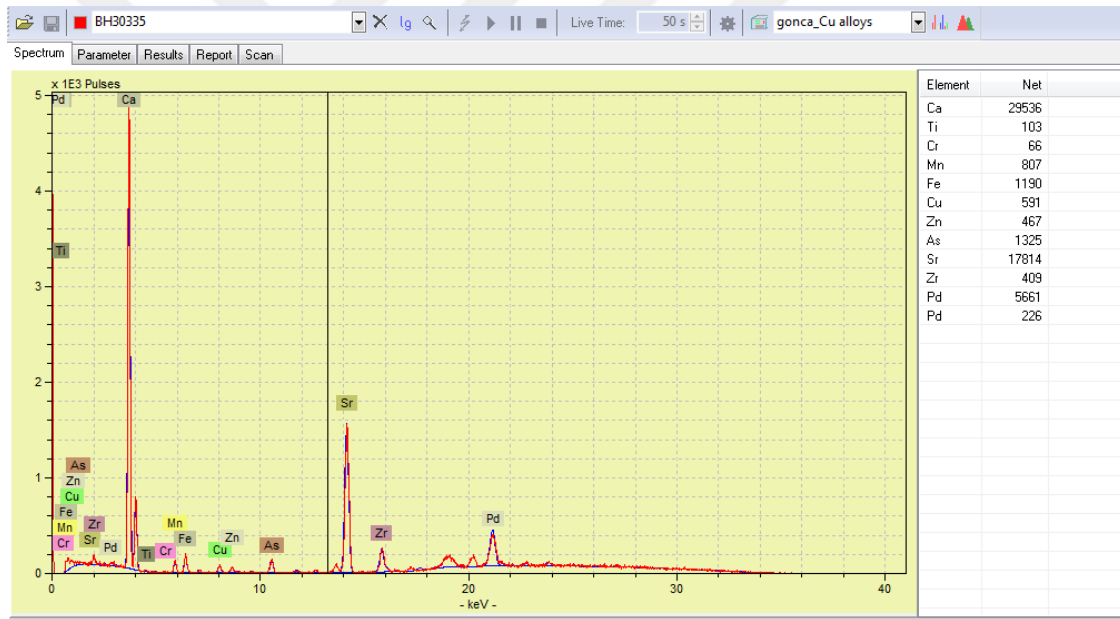 BH30335 lg Live Time: 50 s gonca_Cu alloys
Spectrum Parameter Results Report Scan
x 1E3 Pulses
5
Pd Ca
4
Ti
3
2
Sr
As
1
Zn
Cu
Fe
Mn Zr Mn Pd
Cr Sr Pd Ti Cr Fe Cu Zn As Zr
0
0 10 20 30 40
- keV -
Element Net
Ca 29536
Ti 103
Cr 66
Mn 807
Fe 1190
Cu 591
Zn 467
As 1325
Sr 17814
Zr 409
Pd 5661
Pd 226